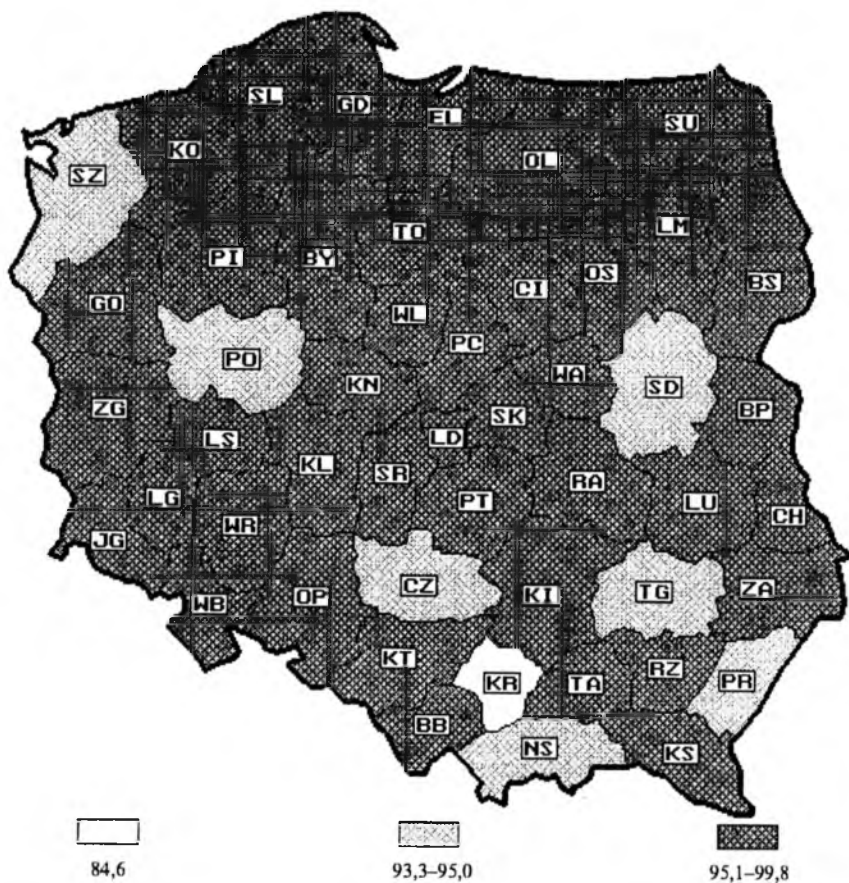 SL GD EL SU
KO OL
SZ
TO LM
PI BY
GO CI OS BS
WL
PO PC
KN WA SD
ZG BP
LS LD SK
KL
LG SR RA
WR PT LU CH
JG
CZ KI TG ZA
WB OP
KT
KR TA RZ PR
BB
NS KS
84,6 93,3–95,0 95,1–99,8